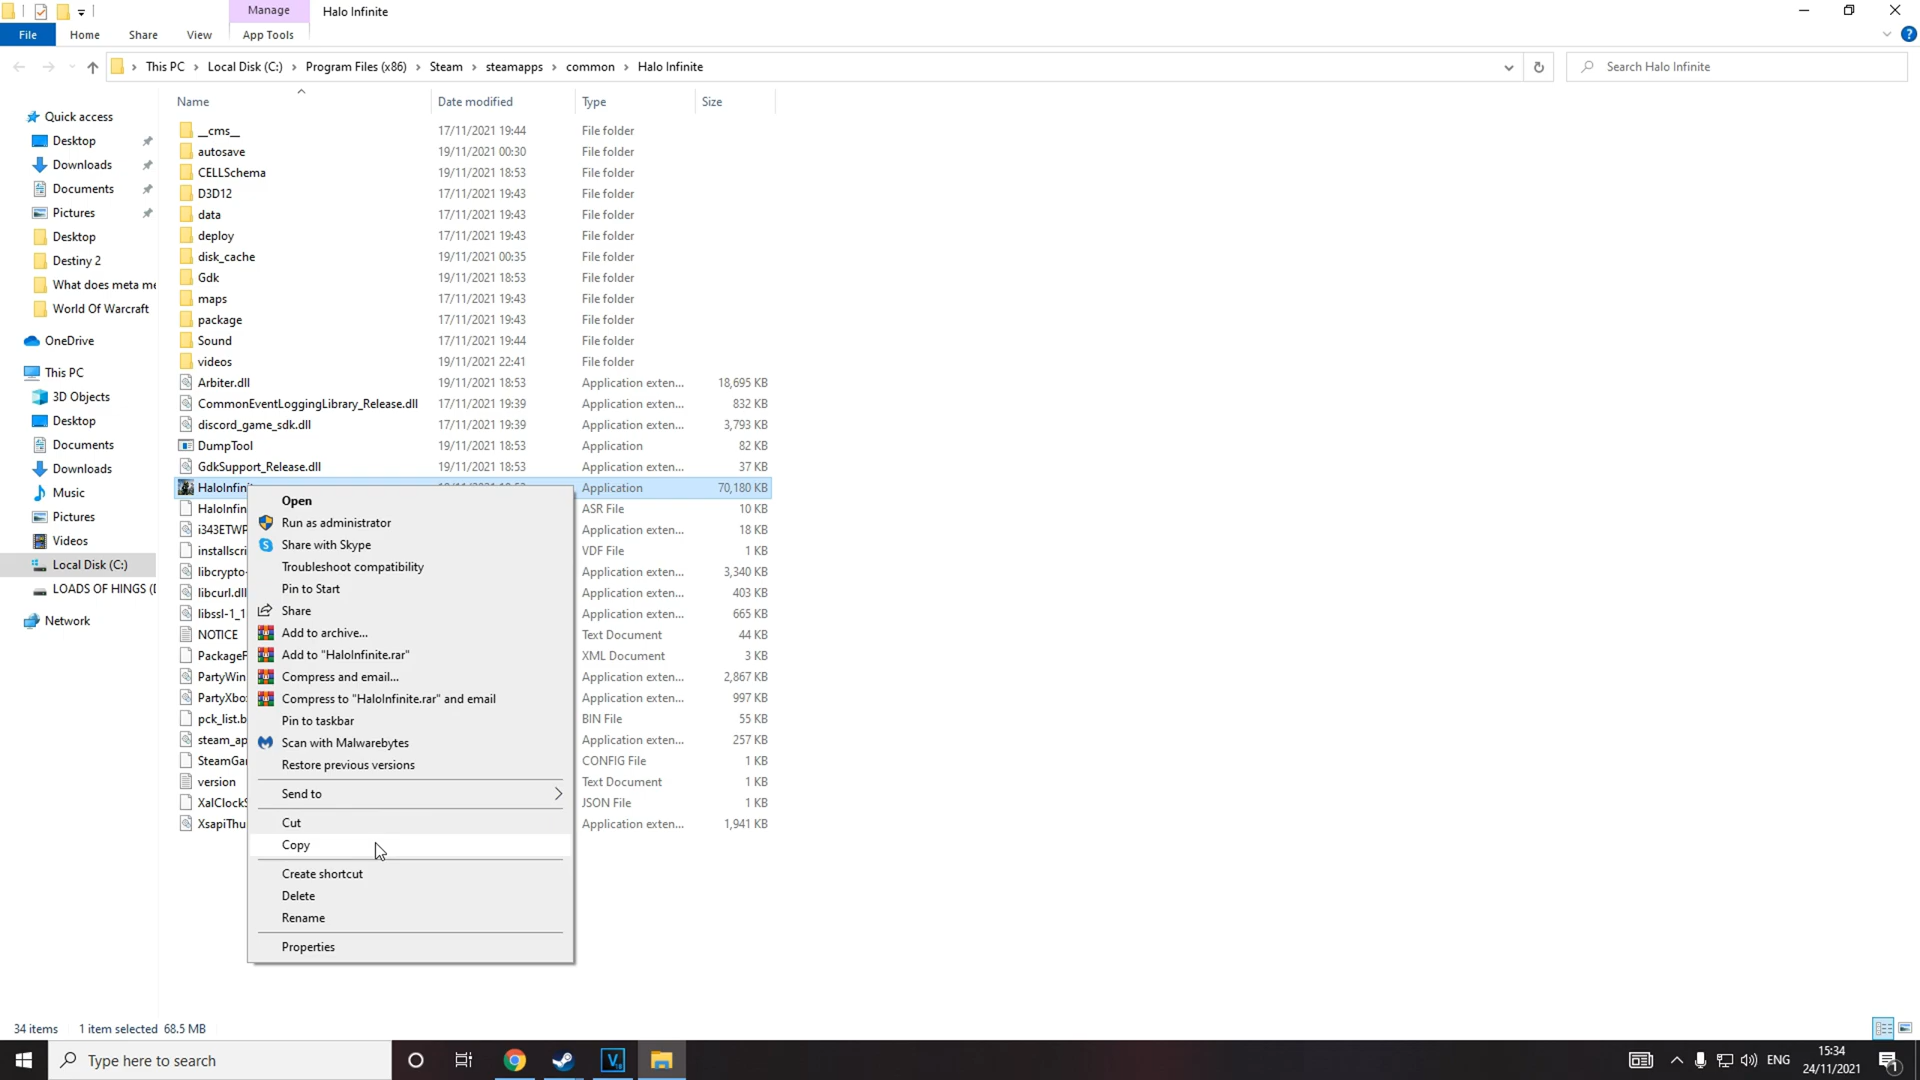 Manage
Halo Infinite
File
Home
Share
View
App Tools
This PC
Local Disk (C:)
Program Files (x86)
Steam
steamapps
common
Halo Infinite
Search Halo Infinite
Name
Date modified
Type
Size
Quick access
Desktop
Downloads
Documents
Pictures
Desktop
Destiny 2
What does meta me
World Of Warcraft
OneDrive
This PC
3D Objects
Desktop
Documents
Downloads
Music
Pictures
Videos
Local Disk (C:)
LOADS OF HINGS (I
Network
__cms__ 17/11/2021 19:44 File folder
autosave 19/11/2021 00:30 File folder
CELLSchema 19/11/2021 18:53 File folder
D3D12 17/11/2021 19:43 File folder
data 17/11/2021 19:43 File folder
deploy 17/11/2021 19:43 File folder
disk_cache 19/11/2021 00:35 File folder
Gdk 19/11/2021 18:53 File folder
maps 17/11/2021 19:43 File folder
package 17/11/2021 19:43 File folder
Sound 17/11/2021 19:44 File folder
videos 19/11/2021 22:41 File folder
Arbiter.dll 19/11/2021 18:53 Application exten... 18,695 KB
CommonEventLoggingLibrary_Release.dll 17/11/2021 19:39 Application exten... 832 KB
discord_game_sdk.dll 17/11/2021 19:39 Application exten... 3,793 KB
DumpTool 19/11/2021 18:53 Application 82 KB
GdkSupport_Release.dll 19/11/2021 18:53 Application exten... 37 KB
HaloInfini Application 70,180 KB
HaloInfin ASR File 10 KB
i343ETWP Application exten... 18 KB
installscri VDF File 1 KB
libcrypto- Application exten... 3,340 KB
libcurl.dll Application exten... 403 KB
libssl-1_1 Application exten... 665 KB
NOTICE Text Document 44 KB
PackageF XML Document 3 KB
PartyWin Application exten... 2,867 KB
PartyXbo Application exten... 997 KB
pck_list.b BIN File 55 KB
steam_ap Application exten... 257 KB
SteamGa CONFIG File 1 KB
version Text Document 1 KB
XalClockS JSON File 1 KB
XsapiThu Application exten... 1,941 KB
Open
Run as administrator
Share with Skype
Troubleshoot compatibility
Pin to Start
Share
Add to archive...
Add to "HaloInfinite.rar"
Compress and email...
Compress to "HaloInfinite.rar" and email
Pin to taskbar
Scan with Malwarebytes
Restore previous versions
Send to
Cut
Copy
Create shortcut
Delete
Rename
Properties
34 items 1 item selected 68.5 MB
Type here to search
ENG
15:34
24/11/2021